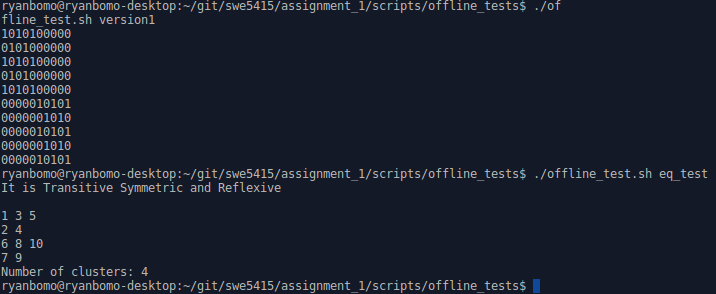 ryanbomo@ryanbomo-desktop:~/git/swe5415/assignment_1/scripts/offline_tests$ ./of
fline_test.sh version1
1010100000
0101000000
1010100000
0101000000
1010100000
0000010101
0000001010
0000010101
0000001010
0000010101
ryanbomo@ryanbomo-desktop:~/git/swe5415/assignment_1/scripts/offline_tests$ ./offline_test.sh eq_test
It is Transitive Symmetric and Reflexive
1 3 5
2 4
6 8 10
7 9
Number of clusters: 4
ryanbomo@ryanbomo-desktop:~/git/swe5415/assignment_1/scripts/offline_tests$